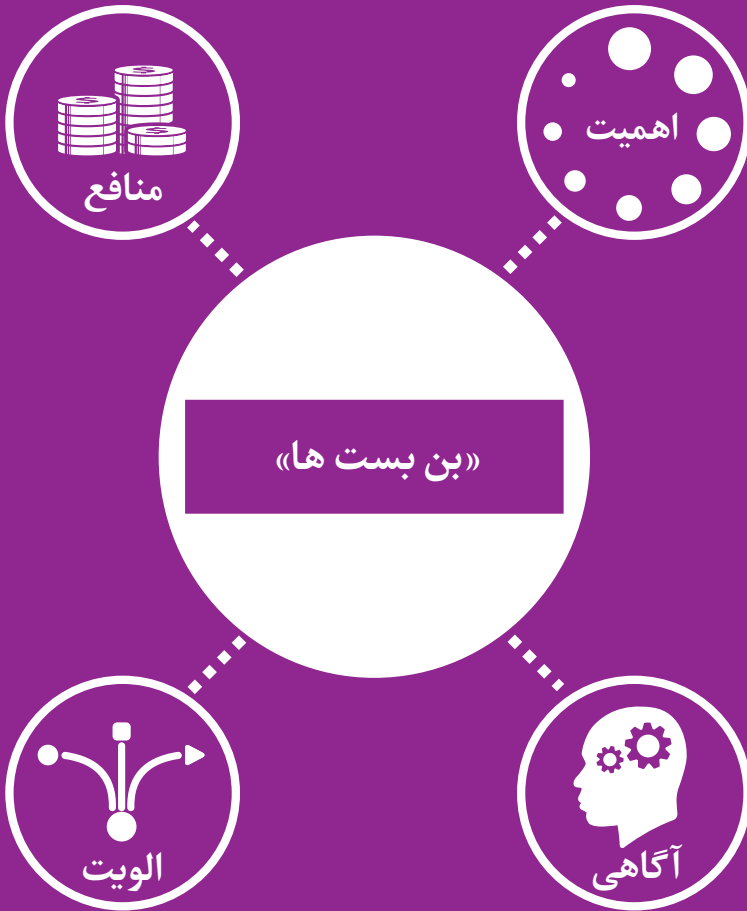 اهمیت
منافع
«بن بست ها»
آگاهی
الویت